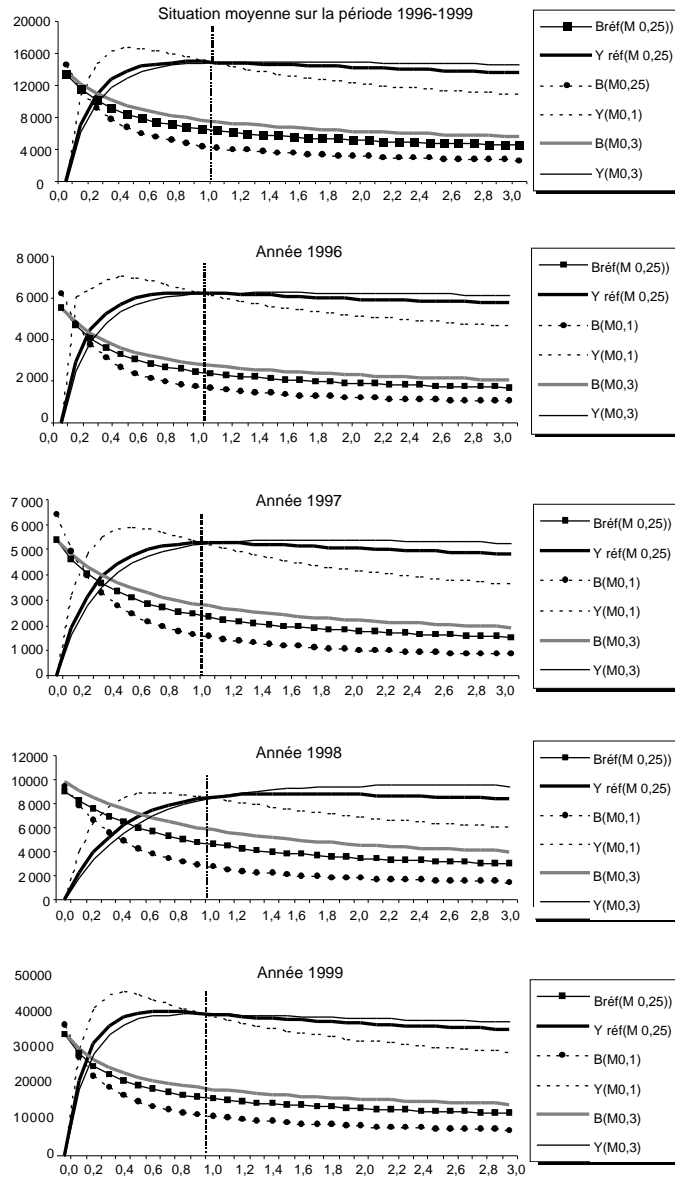 Situation moyenne sur la période 1996-1999
20000
16000
12000
8 000
4 000
0
0,0 0,2 0,4 0,6 0,8 1,0 1,2 1,4 1,6 1,8 2,0 2,2 2,4 2,6 2,8 3,0
Bréf(M 0,25))
Y réf(M 0,25)
B(M0,25)
Y(M0,1)
B(M0,3)
Y(M0,3)
Année 1996
8 000
6 000
4 000
2 000
0
0,0 0,2 0,4 0,6 0,8 1,0 1,2 1,4 1,6 1,8 2,0 2,2 2,4 2,6 2,8 3,0
Bréf(M 0,25))
Y réf(M 0,25)
B(M0,1)
Y(M0,1)
B(M0,3)
Y(M0,3)
Année 1997
7 000
6 000
5 000
4 000
3 000
2 000
1 000
0
0,0 0,2 0,4 0,6 0,8 1,0 1,2 1,4 1,6 1,8 2,0 2,2 2,4 2,6 2,8 3,0
Bréf(M 0,25))
Y réf(M 0,25)
B(M0,1)
Y(M0,1)
B(M0,3)
Y(M0,3)
Année 1998
12000
10000
8 000
6 000
4 000
2 000
0
0,0 0,2 0,4 0,6 0,8 1,0 1,2 1,4 1,6 1,8 2,0 2,2 2,4 2,6 2,8 3,0
Bréf(M 0,25))
Y réf(M 0,25)
B(M0,1)
Y(M0,1)
B(M0,3)
Y(M0,3)
Année 1999
50000
40000
30000
20000
10000
0
0,0 0,2 0,4 0,6 0,8 1,0 1,2 1,4 1,6 1,8 2,0 2,2 2,4 2,6 2,8 3,0
Bréf(M 0,25))
Y réf(M 0,25)
B(M0,1)
Y(M0,1)
B(M0,3)
Y(M0,3)